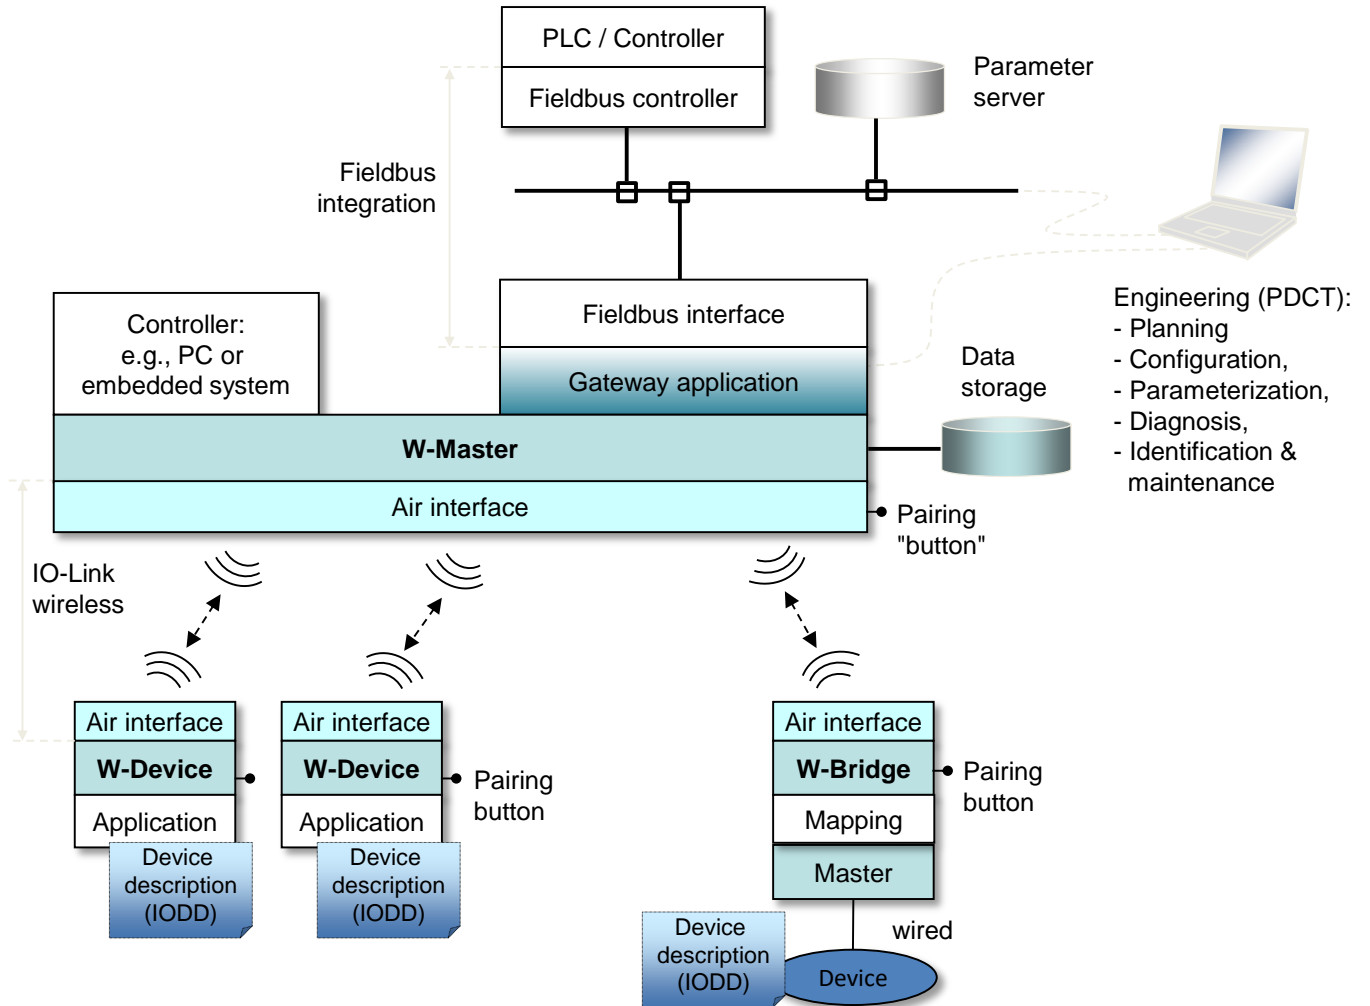 PLC / Controller
Fieldbus controller
Parameter
server
Fieldbus
integration
Controller:
e.g., PC or
embedded system
Fieldbus interface
Gateway application
Data
storage
Engineering (PDCT):
- Planning
- Configuration,
- Parameterization,
- Diagnosis,
- Identification &
maintenance
W-Master
Air interface
Pairing
"button"
IO-Link
wireless
Air interface
W-Device
Application
Device
description
(IODD)
Air interface
W-Device
Application
Pairing
button
Device
description
(IODD)
Air interface
W-Bridge
Mapping
Master
Pairing
button
wired
Device
description
(IODD)
Device